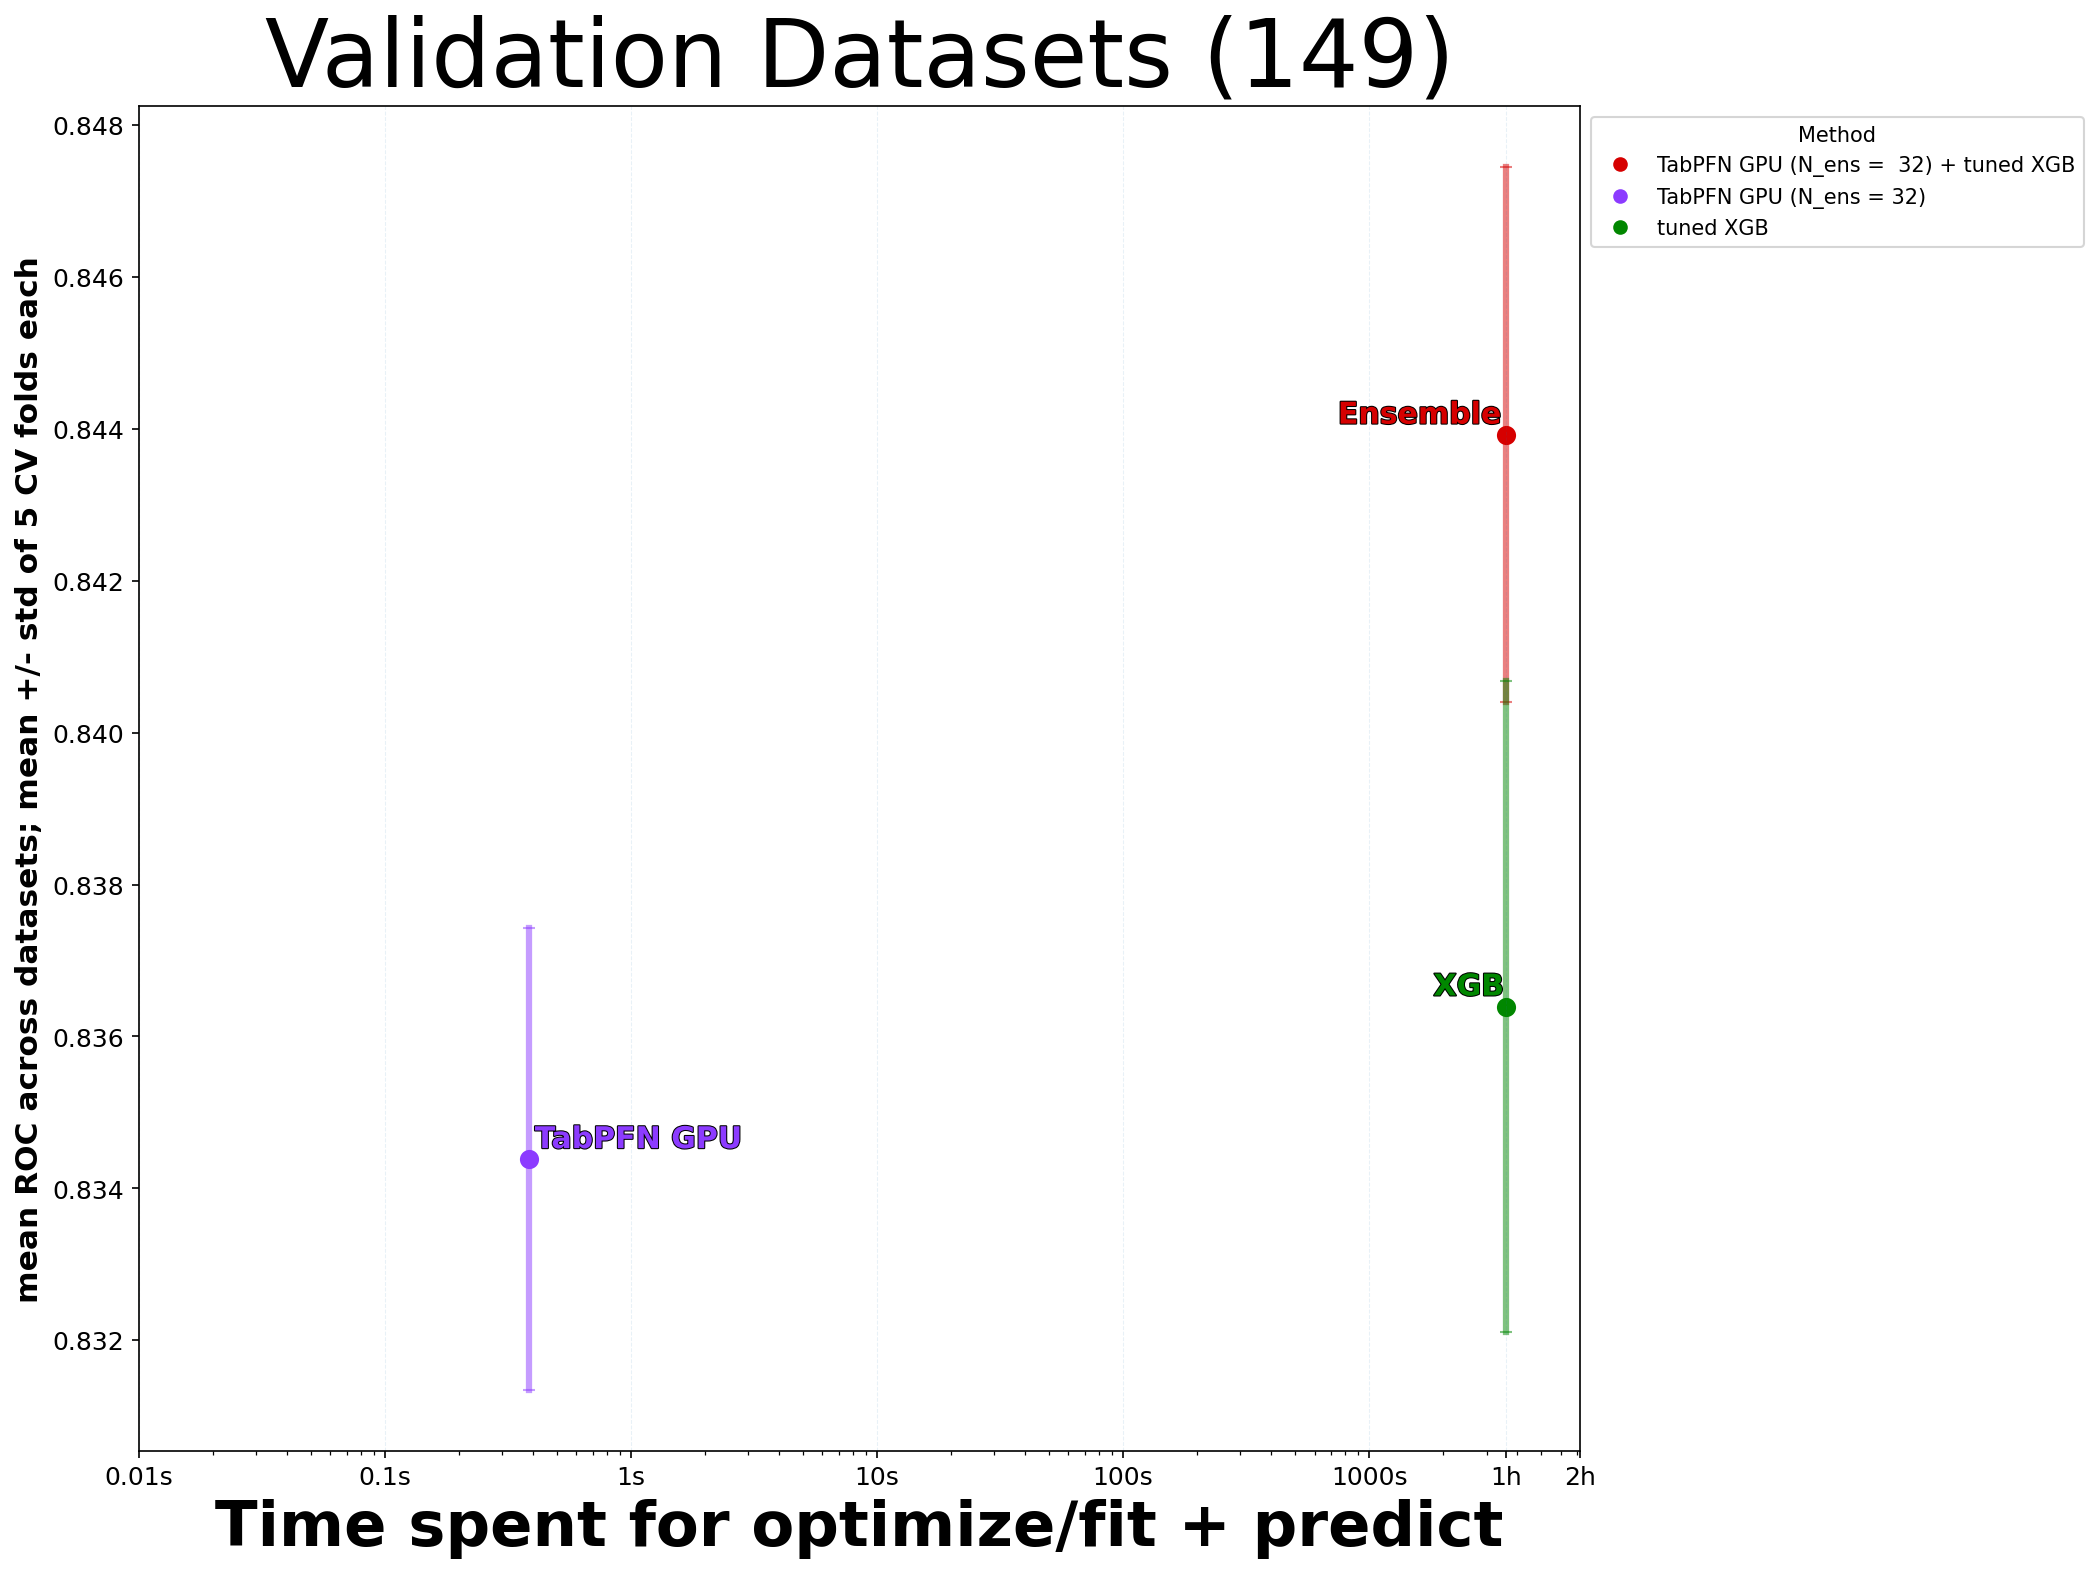 Validation Datasets (149)
mean ROC across datasets; mean +/- std of 5 CV folds each
0.848
0.846
0.844
0.842
0.840
0.838
0.836
0.834
0.832
Ensemble
XGB
TabPFN GPU
0.01s 0.1s 1s 10s 100s 1000s 1h 2h
Time spent for optimize/fit + predict
Method
TabPFN GPU (N_ens =  32) + tuned XGB
TabPFN GPU (N_ens = 32)
tuned XGB